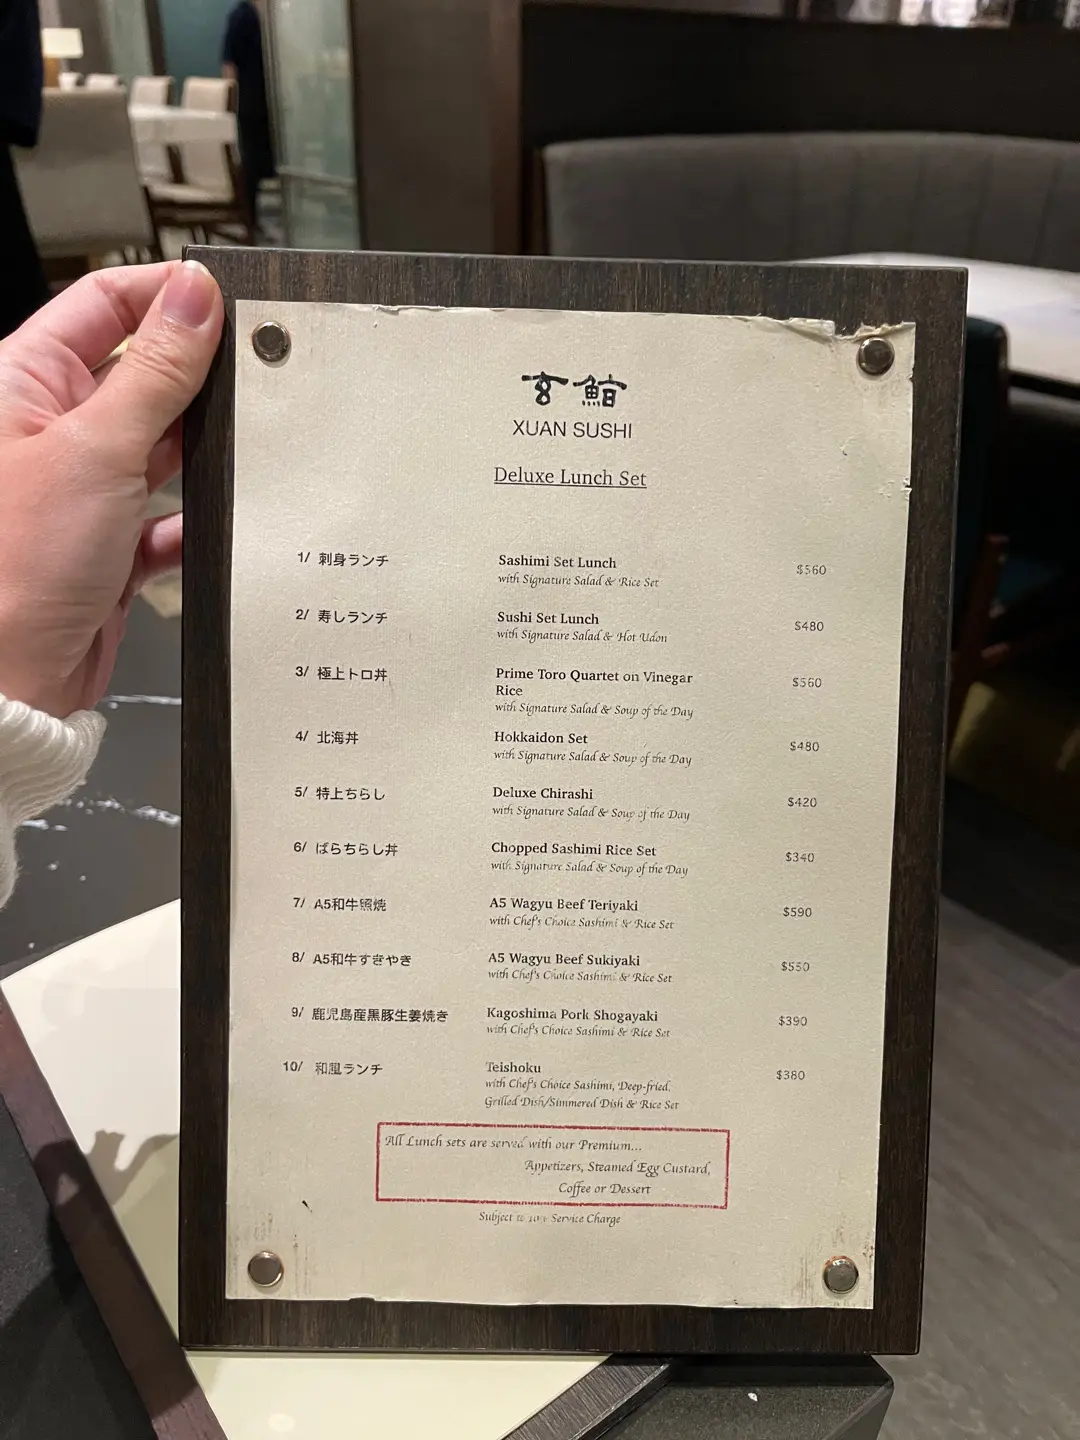 玄鮨
XUAN SUSHI
Deluxe Lunch Set
1/ 刺身ランチ Sashimi Set Lunch $560
with Signature Salad & Rice Set
2/ 寿しランチ Sushi Set Lunch $480
with Signature Salad & Hot Udon
3/ 極上トロ丼 Prime Toro Quartet on Vinegar $560
Rice
with Signature Salad & Soup of the Day
4/ 北海丼 Hokkaidon Set $480
with Signature Salad & Soup of the Day
5/ 特上ちらし Deluxe Chirashi $420
with Signature Salad & Soup of the Day
6/ ばらちらし丼 Chopped Sashimi Rice Set $340
with Signature Salad & Soup of the Day
7/ A5和牛照焼 A5 Wagyu Beef Teriyaki $590
with Chef's Choice Sashimi & Rice Set
8/ A5和牛すきやき A5 Wagyu Beef Sukiyaki $550
with Chef's Choice Sashimi & Rice Set
9/ 鹿児島産黒豚生姜焼き Kagoshima Pork Shogayaki $390
with Chef's Choice Sashimi & Rice Set
10/ 和風ランチ Teishoku $380
with Chef's Choice Sashimi, Deep-fried,
Grilled Dish/Simmered Dish & Rice Set
All Lunch sets are served with our Premium...
Appetizers, Steamed Egg Custard,
Coffee or Dessert
Subject to 10% Service Charge